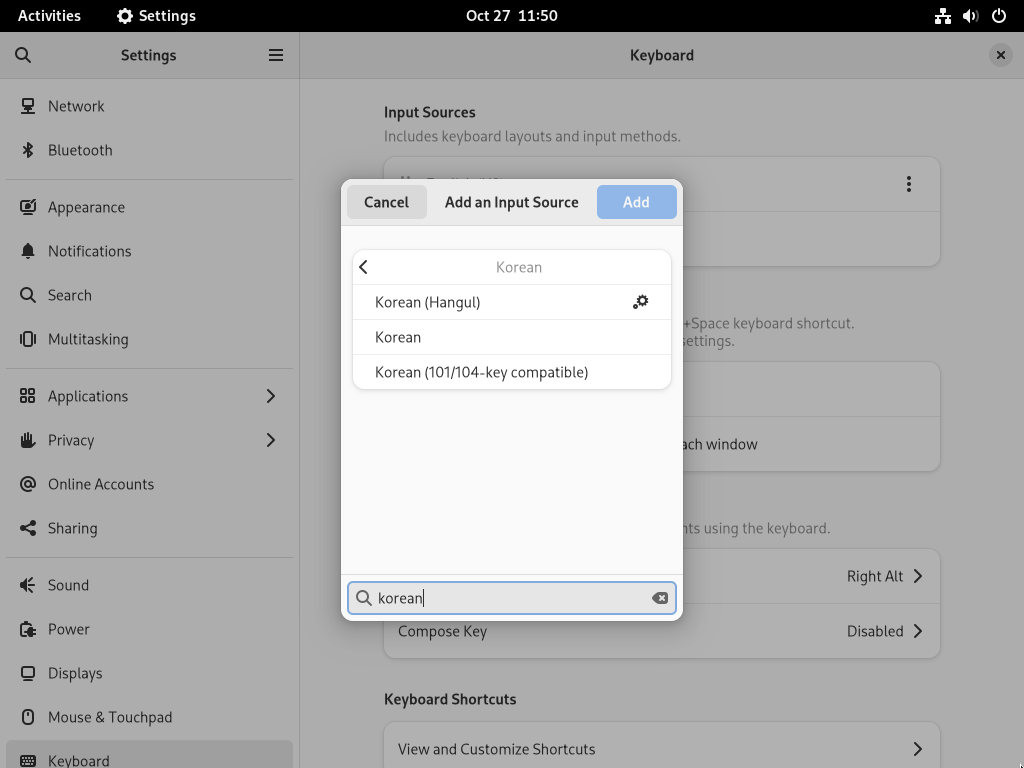 Activities Settings Oct 27 11:50
Settings
Keyboard
Network
Bluetooth
Appearance
Notifications
Search
Multitasking
Applications
Privacy
Online Accounts
Sharing
Sound
Power
Displays
Mouse & Touchpad
Keyboard
Input Sources
Includes keyboard layouts and input methods.
+Space keyboard shortcut.
ettings.
ach window
nts using the keyboard.
Right Alt
Compose Key Disabled
Keyboard Shortcuts
View and Customize Shortcuts
Cancel Add an Input Source Add
Korean
Korean (Hangul)
Korean
Korean (101/104-key compatible)
korean